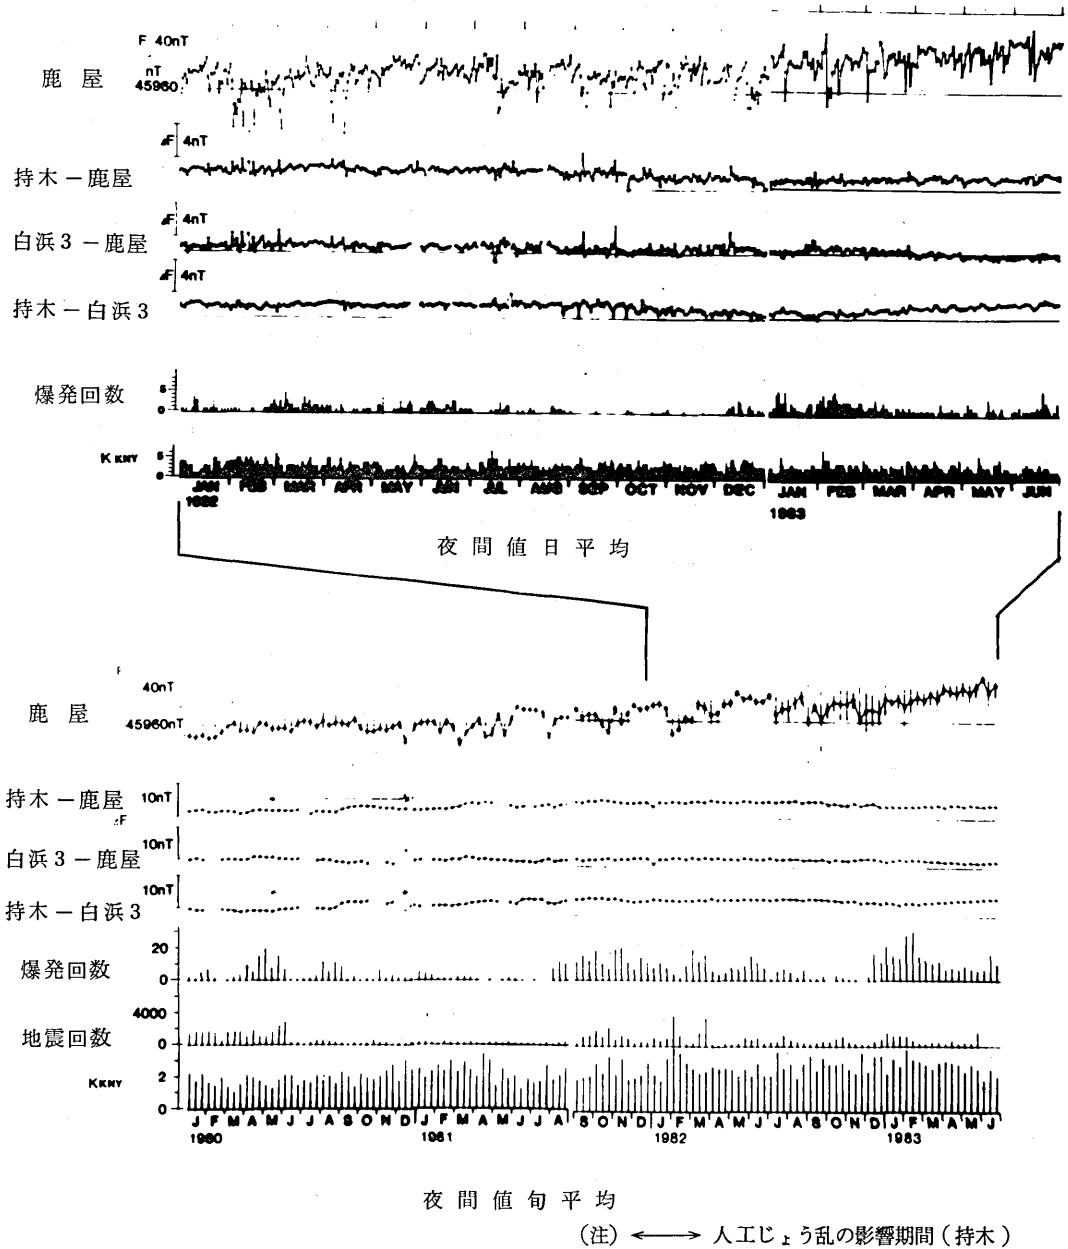 F 40nT
nT
鹿屋 45960
⊿F 4nT
持木－鹿屋
⊿F 4nT
白浜3－鹿屋
⊿F 4nT
持木－白浜3
爆発回数 5
0
K KNY 5
0
JAN FEB MAR APR MAY JUN JUL AUG SEP OCT NOV DEC JAN FEB MAR APR MAY JUN
1982 1983
夜間値日平均
F
40nT
鹿屋 45960nT
持木－鹿屋 10nT
⊿F
白浜3－鹿屋 10nT
持木－白浜3 10nT
爆発回数 20
0
地震回数 4000
0
KKNY 2
0
J F M A M J J A S O N D J F M A M J J A S O N D J F M A M J J A S O N D J F M A M J
1980 1981 1982 1983
夜間値旬平均
(注) ←→ 人工じょう乱の影響期間(持木)